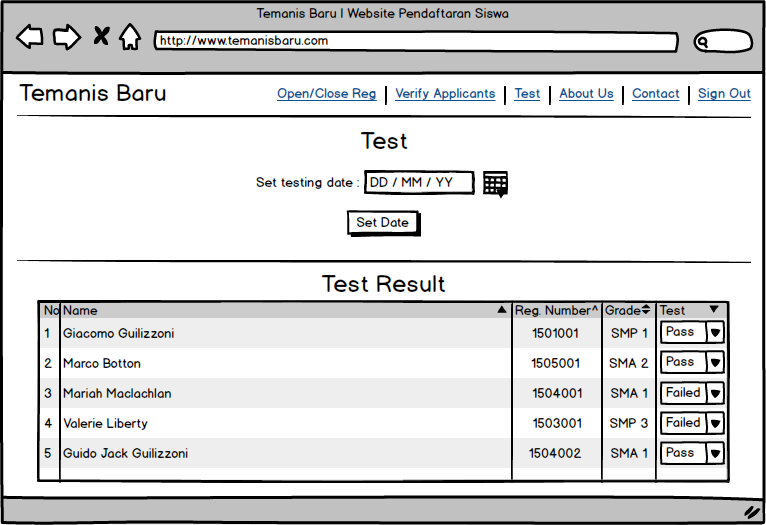 Temanis Baru | Website Pendaftaran Siswa
http://www.temanisbaru.com
Temanis Baru Open/Close Reg | Verify Applicants | Test | About Us | Contact | Sign Out
Test
Set testing date : DD / MM / YY
Set Date
Test Result
No Name Reg. Number^ Grade Test
1 Giacomo Guilizzoni 1501001 SMP 1 Pass
2 Marco Botton 1505001 SMA 2 Pass
3 Mariah Maclachlan 1504001 SMA 1 Failed
4 Valerie Liberty 1503001 SMP 3 Failed
5 Guido Jack Guilizzoni 1504002 SMA 1 Pass